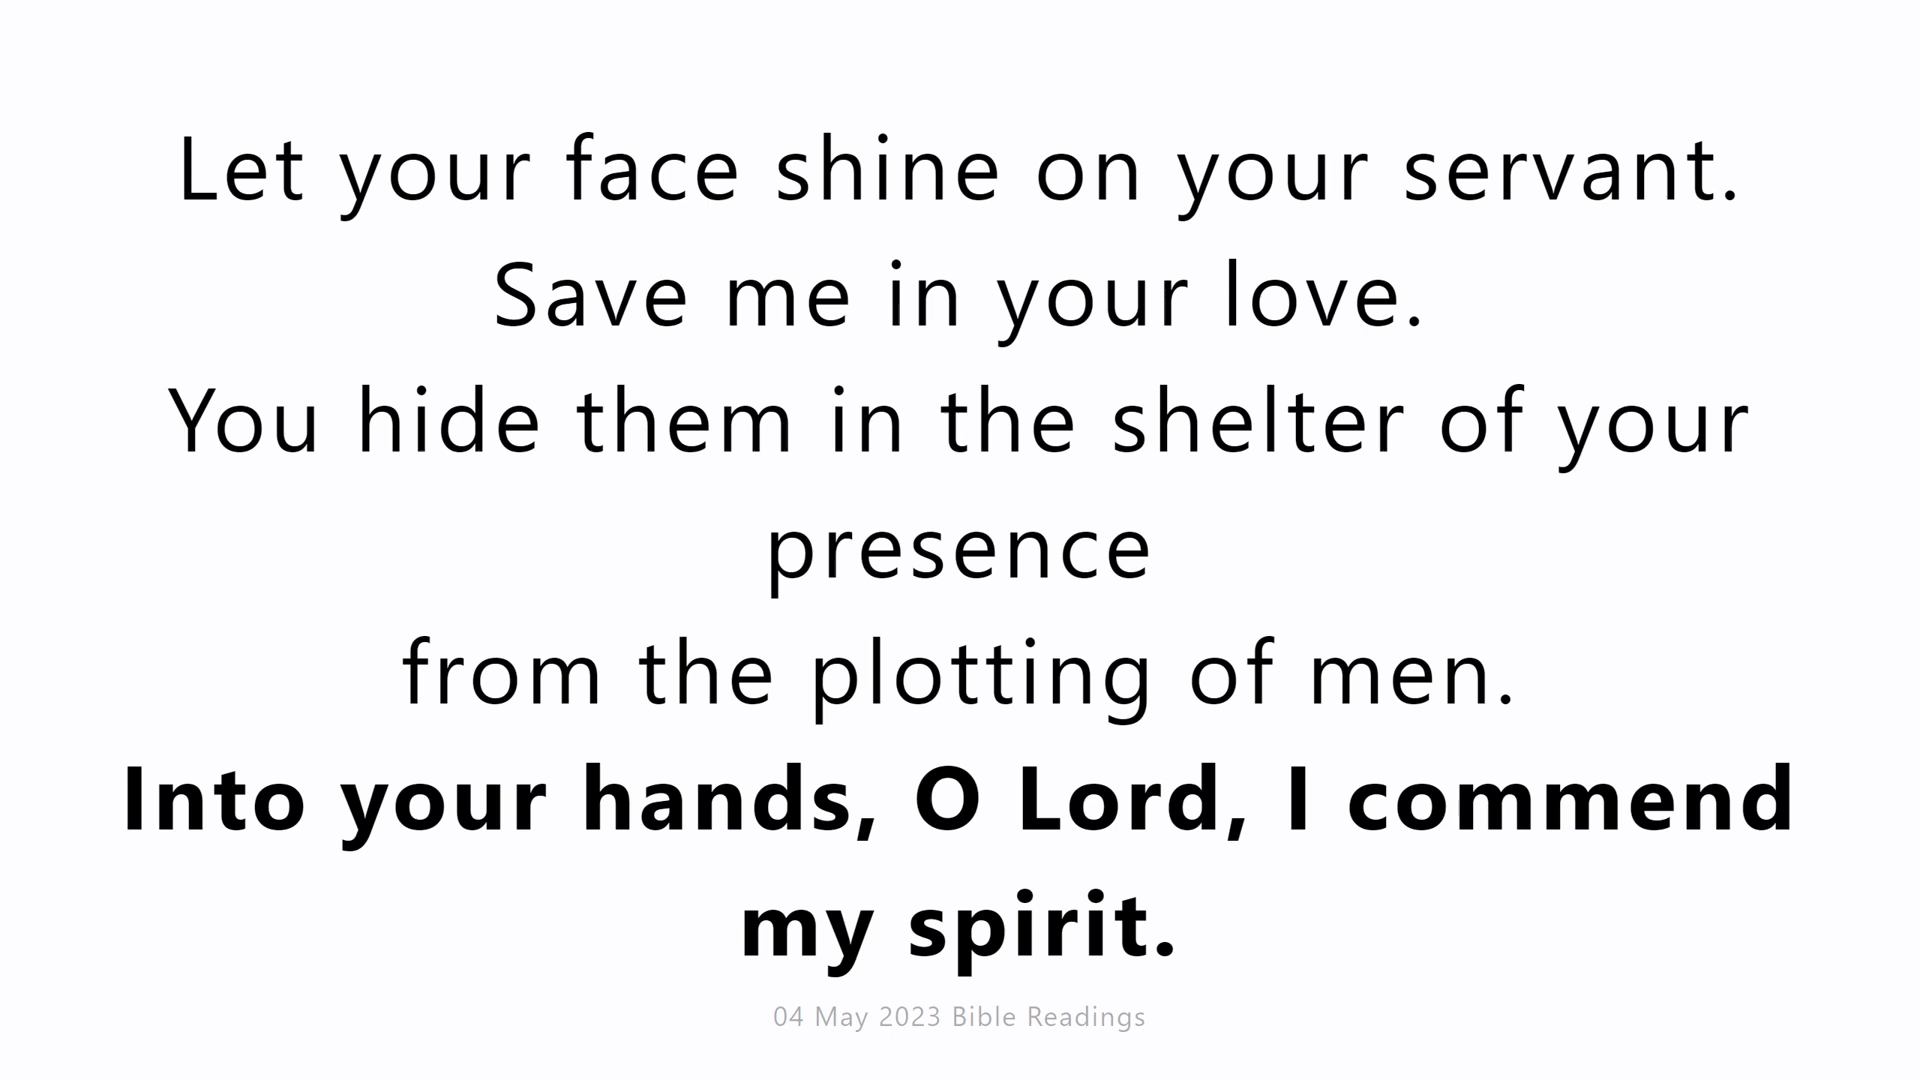 Let your face shine on your servant.
Save me in your love.
You hide them in the shelter of your
presence
from the plotting of men.
Into your hands, O Lord, I commend
my spirit.
04 May 2023 Bible Readings